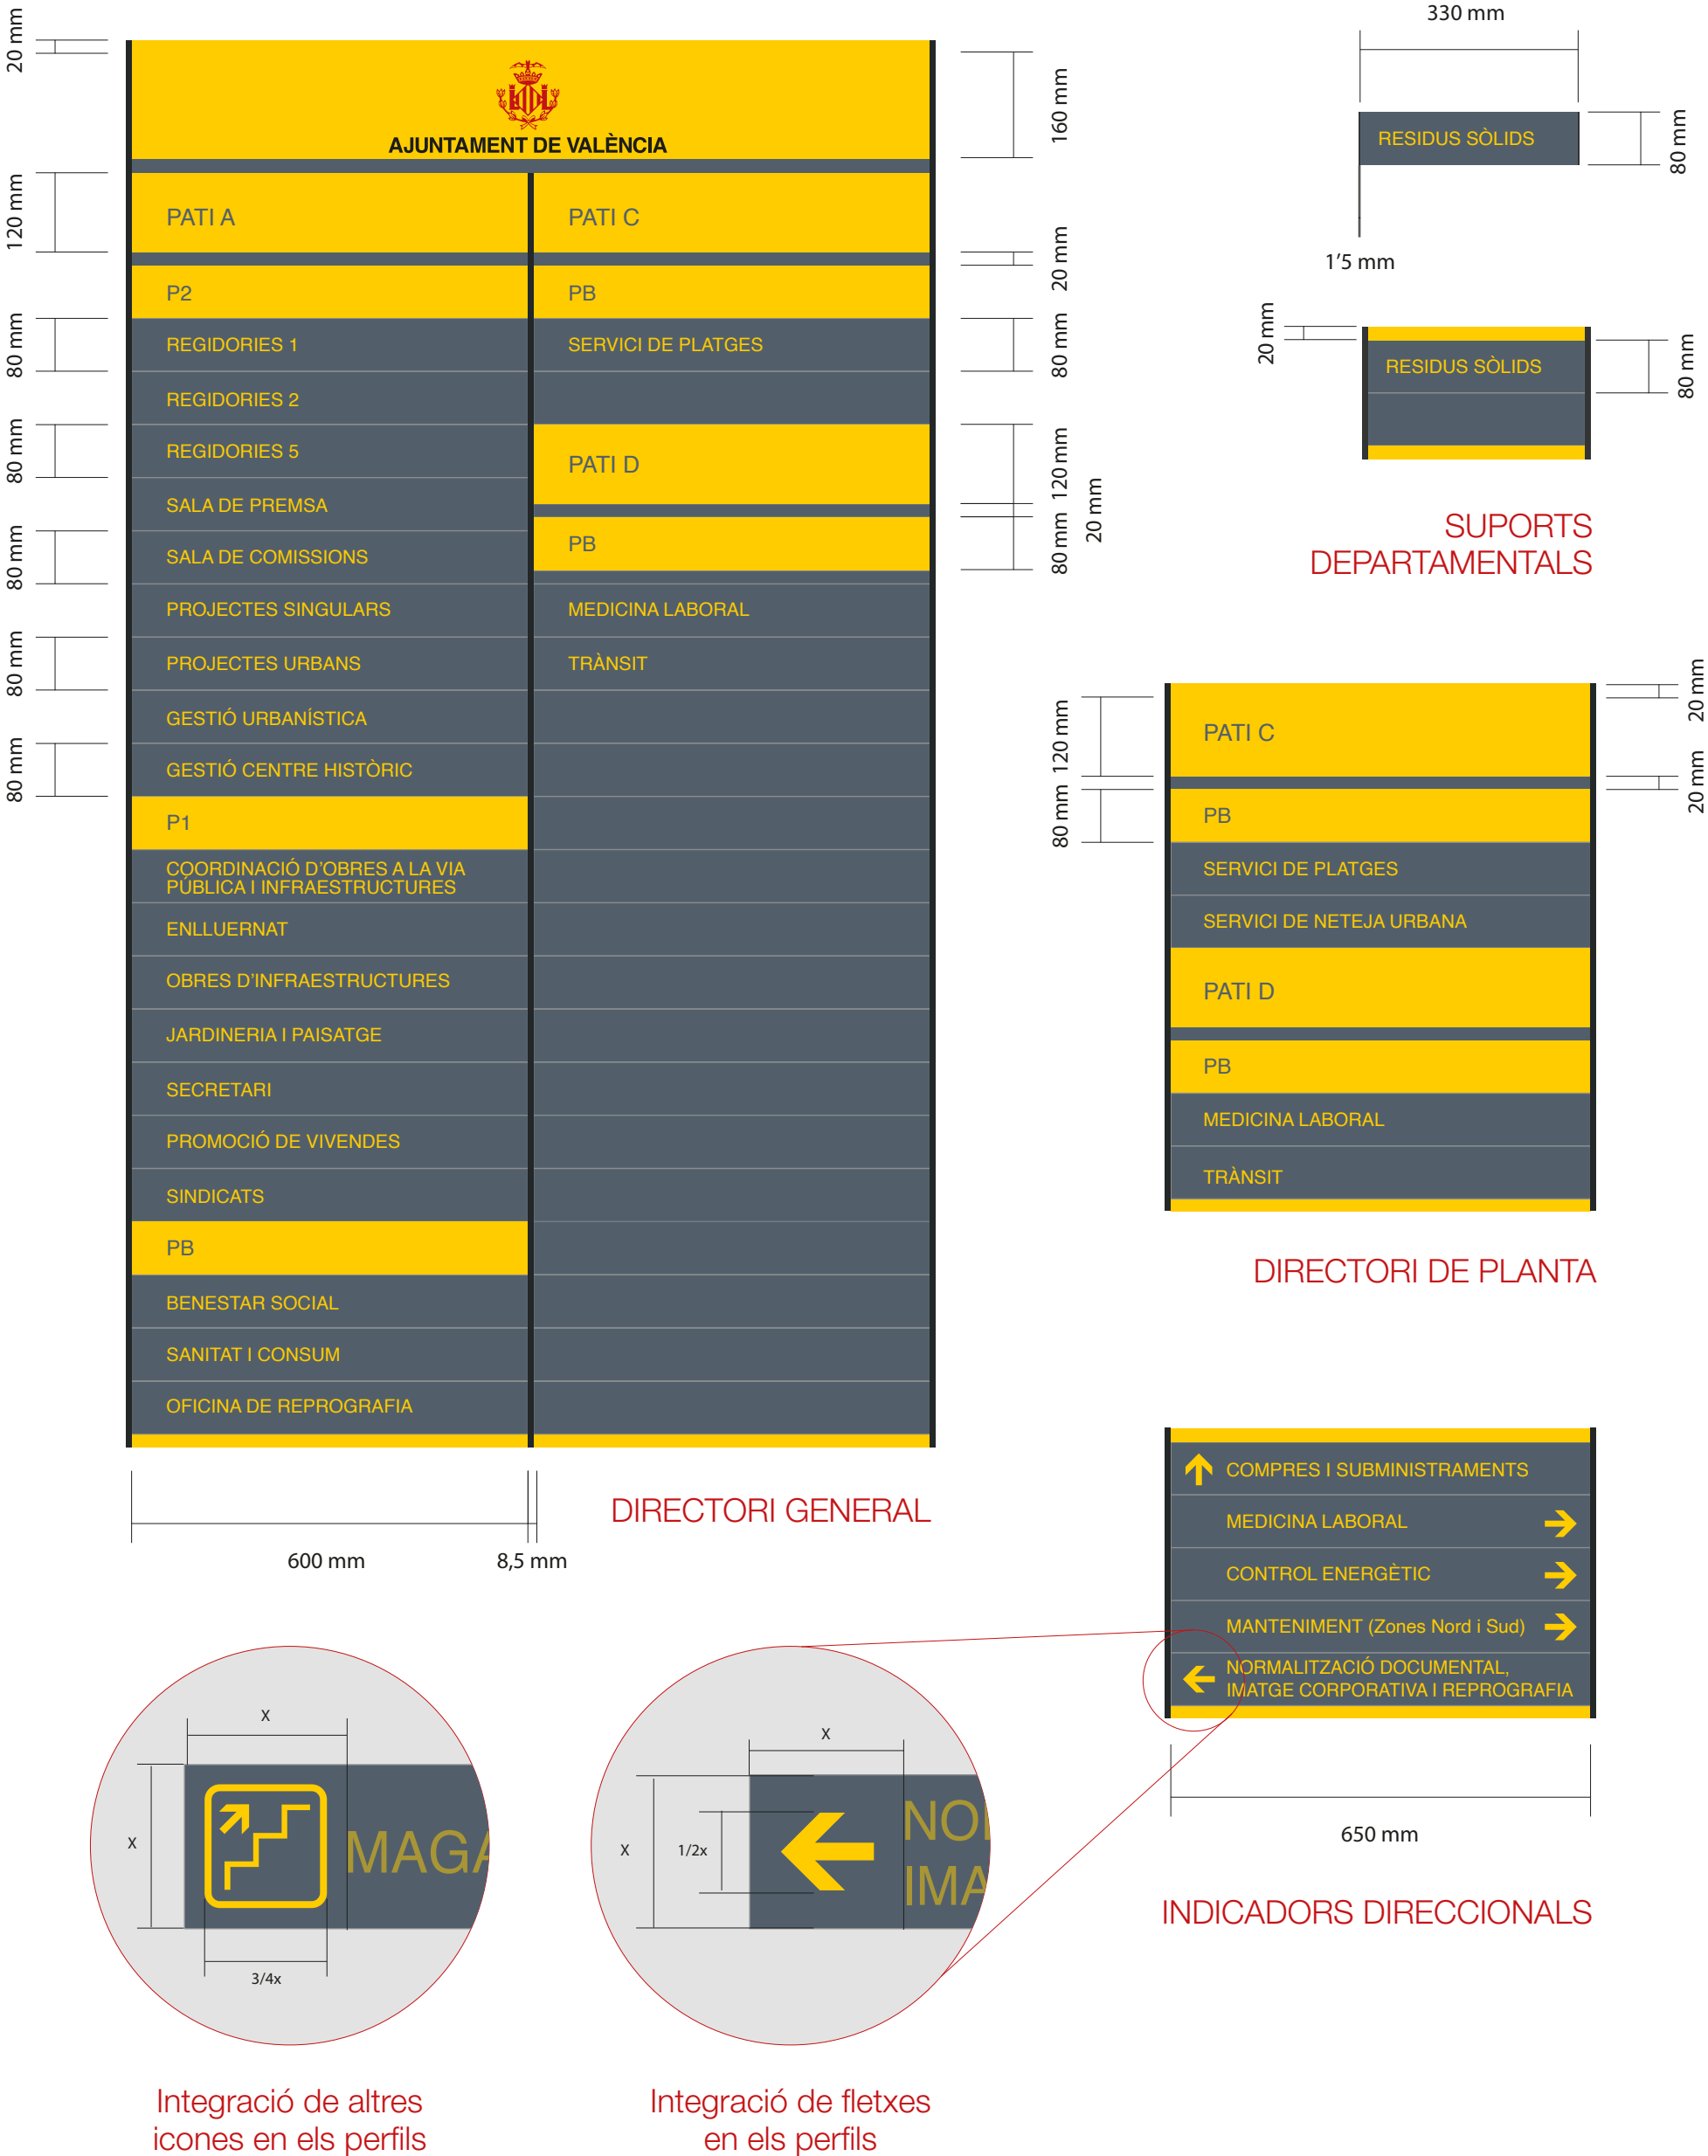 20 mm
AJUNTAMENT DE VALÈNCIA
160 mm
120 mm
PATI A
PATI C
20 mm
P2
PB
80 mm
REGIDORIES 1
SERVICI DE PLATGES
80 mm
REGIDORIES 2
80 mm
REGIDORIES 5
PATI D
120 mm
20 mm
SALA DE PREMSA
80 mm
SALA DE COMISSIONS
PB
80 mm
PROJECTES SINGULARS
MEDICINA LABORAL
80 mm
PROJECTES URBANS
TRÀNSIT
GESTIÓ URBANÍSTICA
80 mm
GESTIÓ CENTRE HISTÒRIC
P1
COORDINACIÓ D'OBRES A LA VIA
PÚBLICA I INFRAESTRUCTURES
ENLLUERNAT
OBRES D'INFRAESTRUCTURES
JARDINERIA I PAISATGE
SECRETARI
PROMOCIÓ DE VIVENDES
SINDICATS
PB
BENESTAR SOCIAL
SANITAT I CONSUM
OFICINA DE REPROGRAFIA
600 mm
8,5 mm
DIRECTORI GENERAL
330 mm
RESIDUS SÒLIDS
80 mm
1'5 mm
20 mm
RESIDUS SÒLIDS
80 mm
SUPORTS
DEPARTAMENTALS
20 mm
120 mm
PATI C
20 mm
80 mm
PB
SERVICI DE PLATGES
SERVICI DE NETEJA URBANA
PATI D
PB
MEDICINA LABORAL
TRÀNSIT
DIRECTORI DE PLANTA
COMPRES I SUBMINISTRAMENTS
MEDICINA LABORAL
CONTROL ENERGÈTIC
MANTENIMENT (Zones Nord i Sud)
NORMALITZACIÓ DOCUMENTAL,
IMATGE CORPORATIVA I REPROGRAFIA
650 mm
INDICADORS DIRECCIONALS
X
X
MAGA
3/4x
Integració de altres
icones en els perfils
X
X
1/2x
NOR
IMA
Integració de fletxes
en els perfils